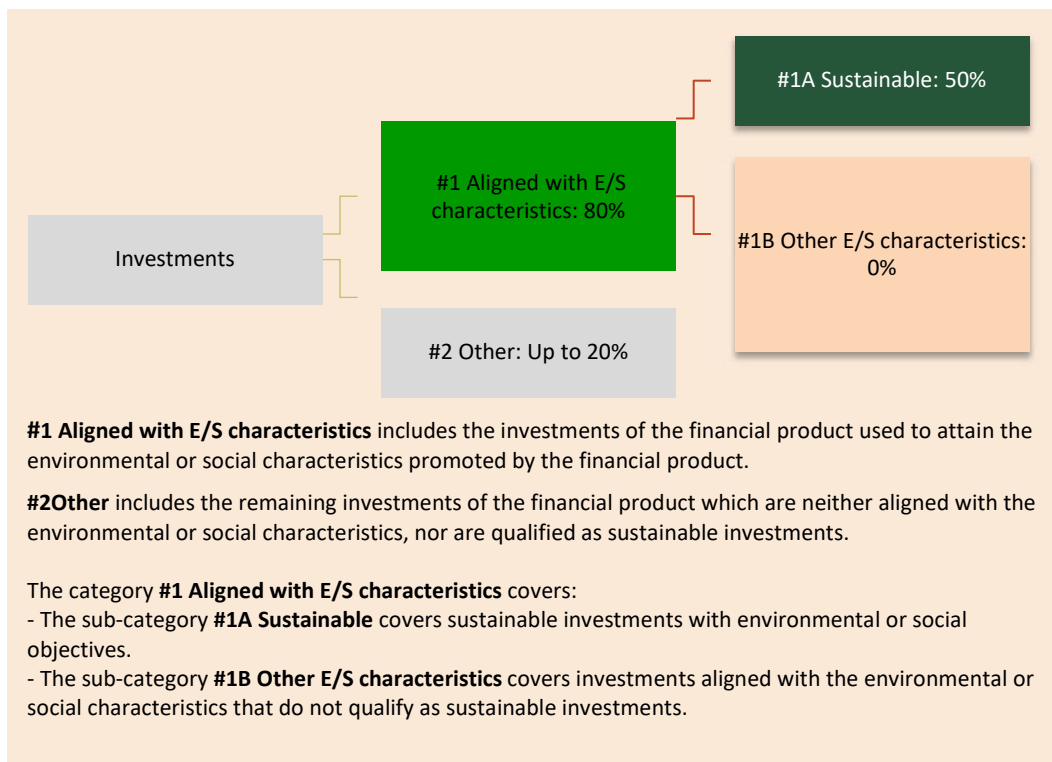 #1A Sustainable: 50%
#1 Aligned with E/S
characteristics: 80%
#1B Other E/S characteristics:
0%
Investments
#2 Other: Up to 20%
#1 Aligned with E/S characteristics includes the investments of the financial product used to attain the
environmental or social characteristics promoted by the financial product.
#2Other includes the remaining investments of the financial product which are neither aligned with the
environmental or social characteristics, nor are qualified as sustainable investments.
The category #1 Aligned with E/S characteristics covers:
- The sub-category #1A Sustainable covers sustainable investments with environmental or social
objectives.
- The sub-category #1B Other E/S characteristics covers investments aligned with the environmental or
social characteristics that do not qualify as sustainable investments.